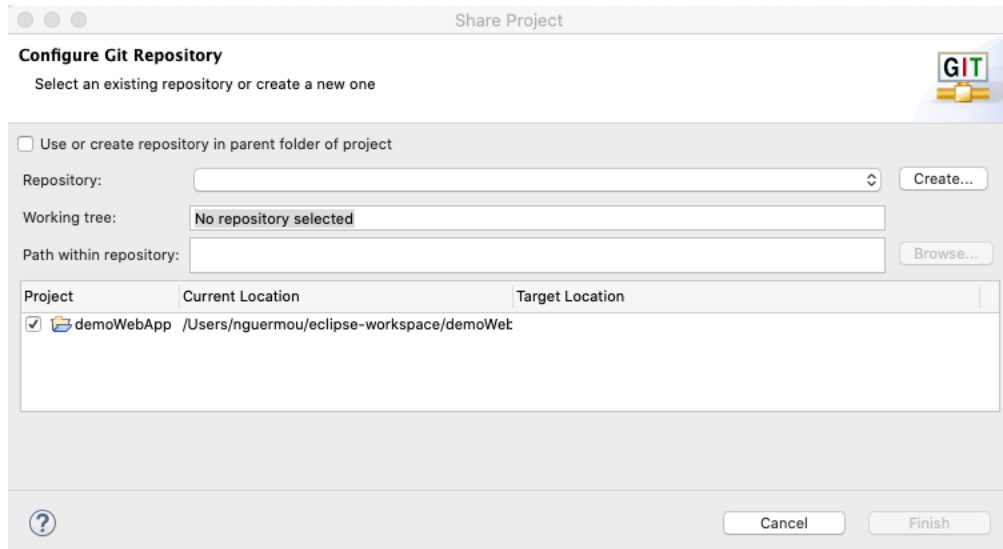 Share Project
Configure Git Repository
Select an existing repository or create a new one
GIT
Use or create repository in parent folder of project
Repository: Create...
Working tree: No repository selected
Path within repository: Browse...
Project Current Location Target Location
demoWebApp /Users/nguermou/eclipse-workspace/demoWeb
? Cancel Finish